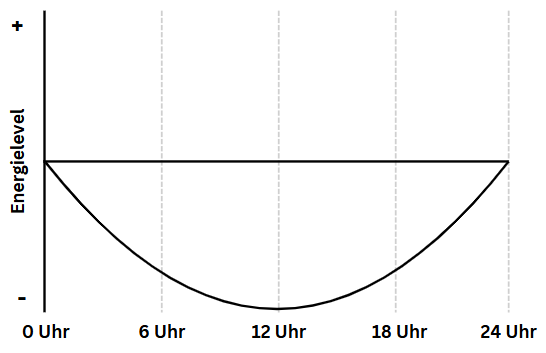 +
Energielevel
-
0 Uhr
6 Uhr
12 Uhr
18 Uhr
24 Uhr